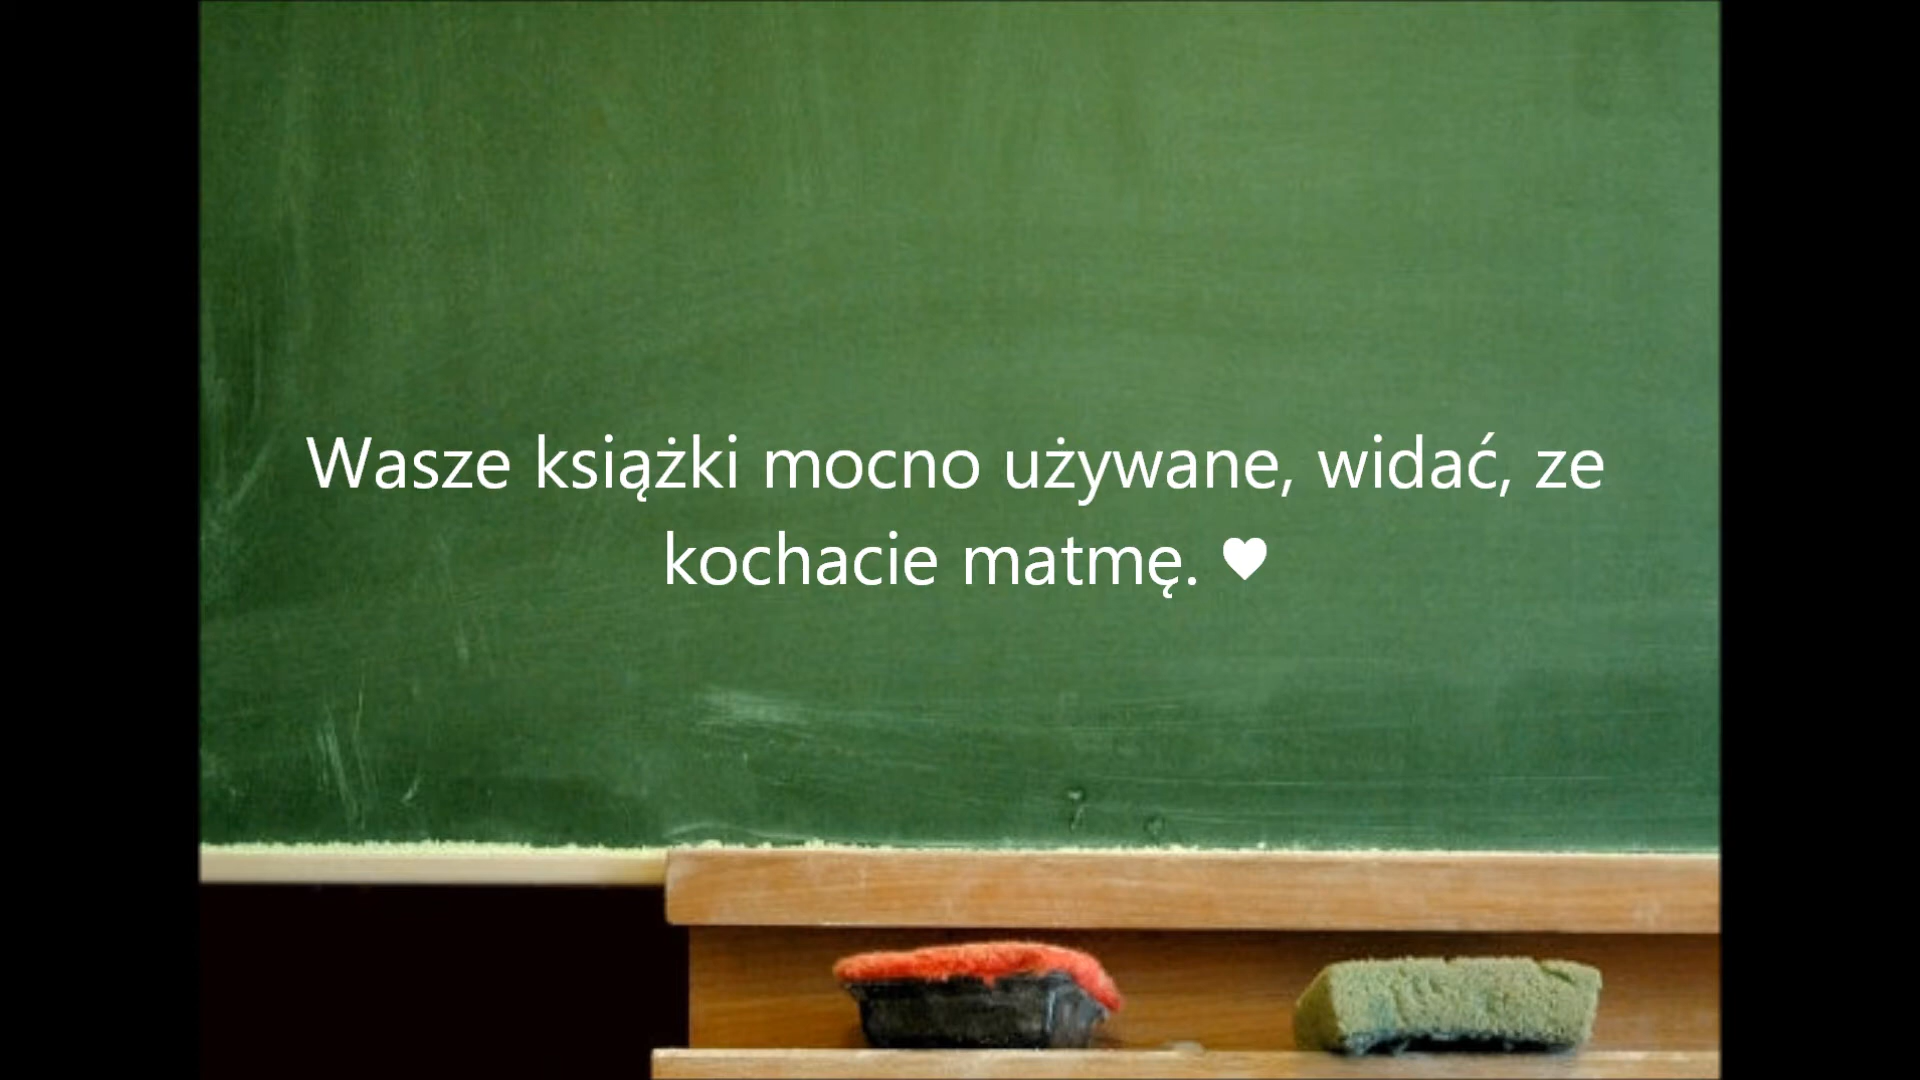 Wasze książki mocno używane, widać, ze
kochacie matmę. ♥